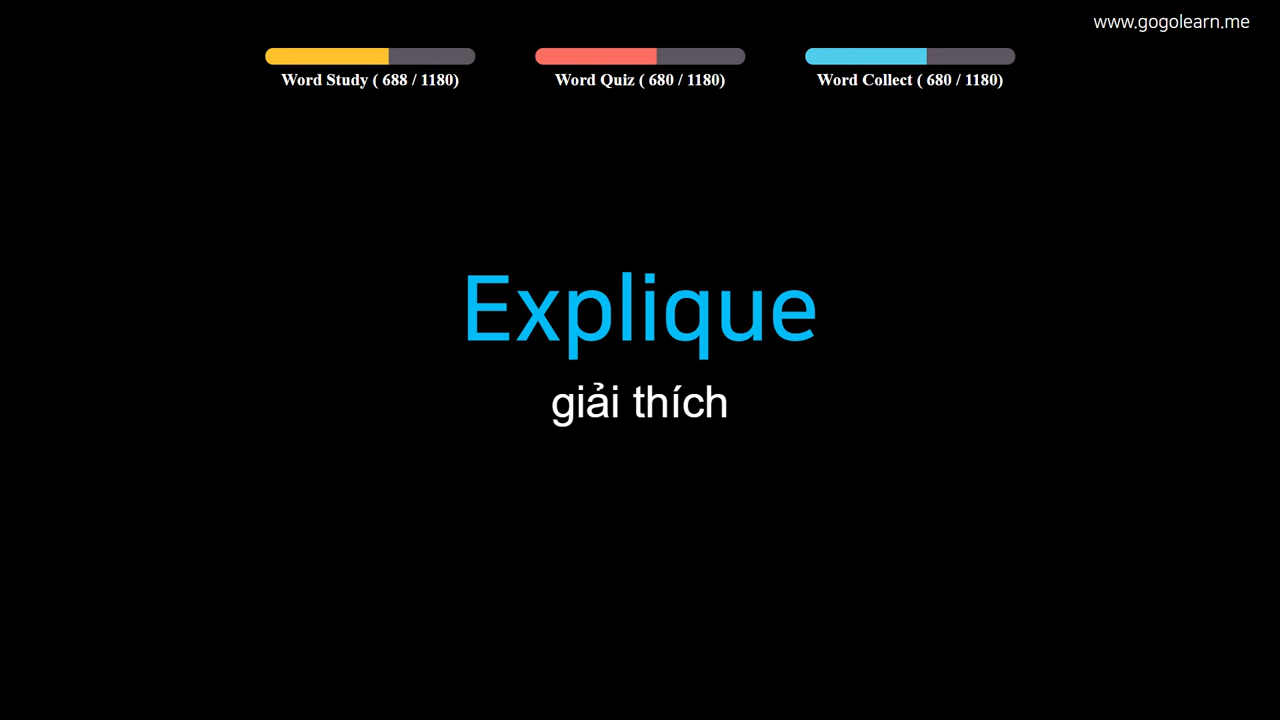 www.gogolearn.me
Word Study ( 688 / 1180)
Word Quiz ( 680 / 1180)
Word Collect ( 680 / 1180)
Explique
giải thích